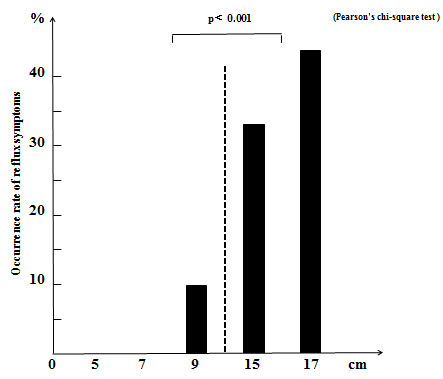 p< 0.001
(Pearson's chi-square test)
%
40
30
20
10
Occurrence rate of reflux symptoms
0 5 7 9 15 17 cm